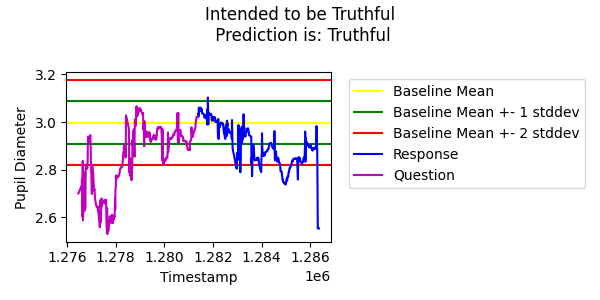 Intended to be Truthful
Prediction is: Truthful
Pupil Diameter
3.2
3.0
2.8
2.6
1.276 1.278 1.280 1.282 1.284 1.286
1e6
Timestamp
Baseline Mean
Baseline Mean +- 1 stddev
Baseline Mean +- 2 stddev
Response
Question